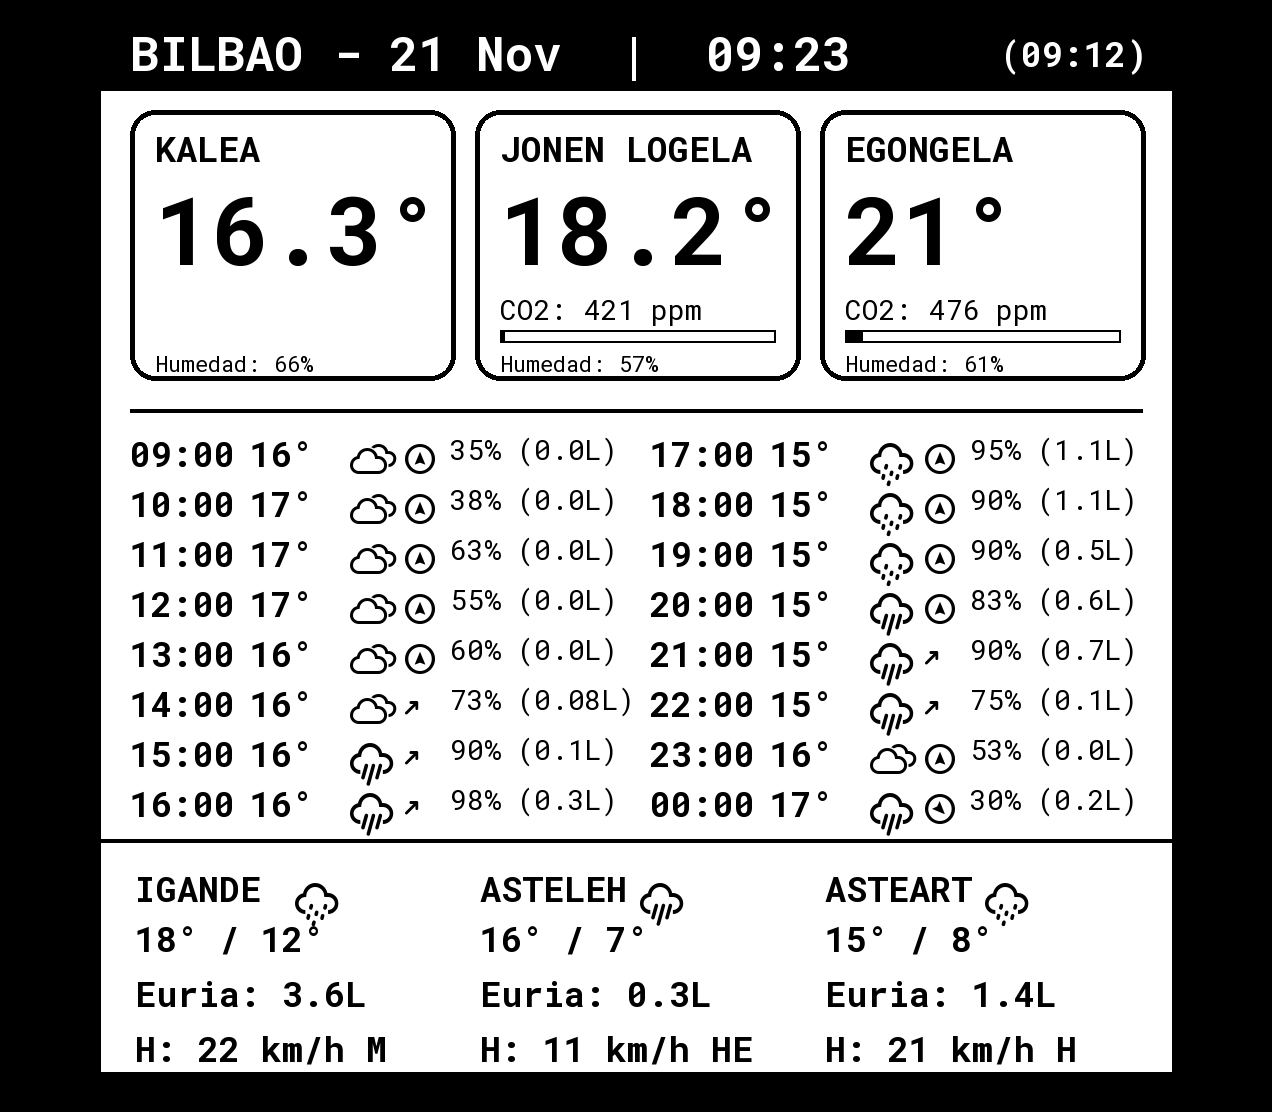 BILBAO - 21 Nov | 09:23 (09:12)
KALEA
16.3°
Humedad: 66%
JONEN LOGELA
18.2°
CO2: 421 ppm
Humedad: 57%
EGONGELA
21°
CO2: 476 ppm
Humedad: 61%
09:00 16° 35% (0.0L)
10:00 17° 38% (0.0L)
11:00 17° 63% (0.0L)
12:00 17° 55% (0.0L)
13:00 16° 60% (0.0L)
14:00 16° 73% (0.08L)
15:00 16° 90% (0.1L)
16:00 16° 98% (0.3L)
17:00 15° 95% (1.1L)
18:00 15° 90% (1.1L)
19:00 15° 90% (0.5L)
20:00 15° 83% (0.6L)
21:00 15° 90% (0.7L)
22:00 15° 75% (0.1L)
23:00 16° 53% (0.0L)
00:00 17° 30% (0.2L)
IGANDE
18° / 12°
Euria: 3.6L
H: 22 km/h M
ASTELEH
16° / 7°
Euria: 0.3L
H: 11 km/h HE
ASTEART
15° / 8°
Euria: 1.4L
H: 21 km/h H